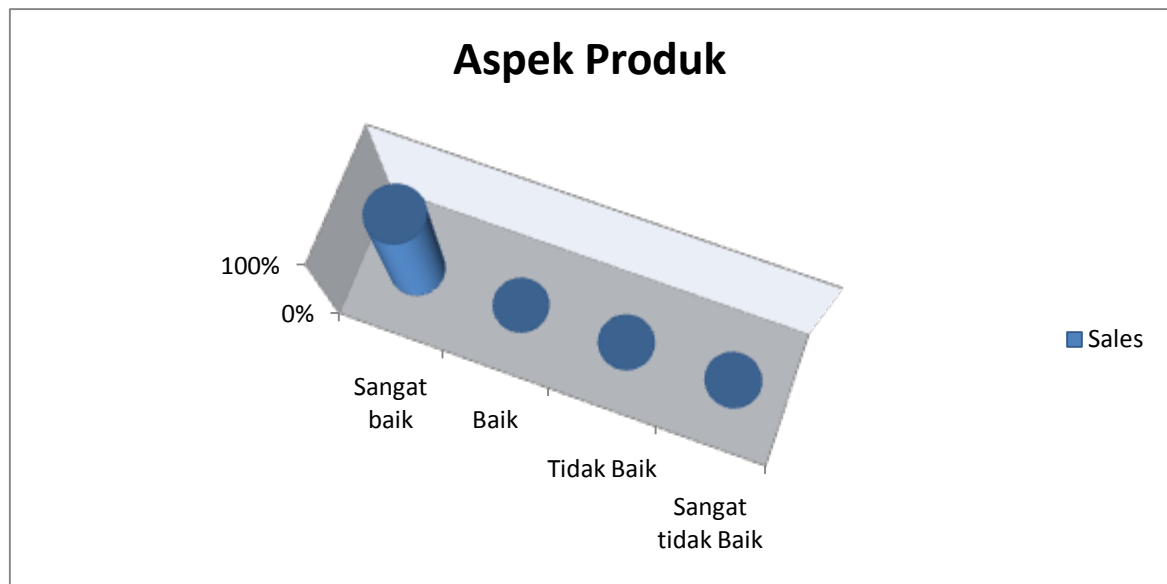 Aspek Produk
100%
0%
Sangat
baik
Baik
Tidak Baik
Sangat
tidak Baik
Sales